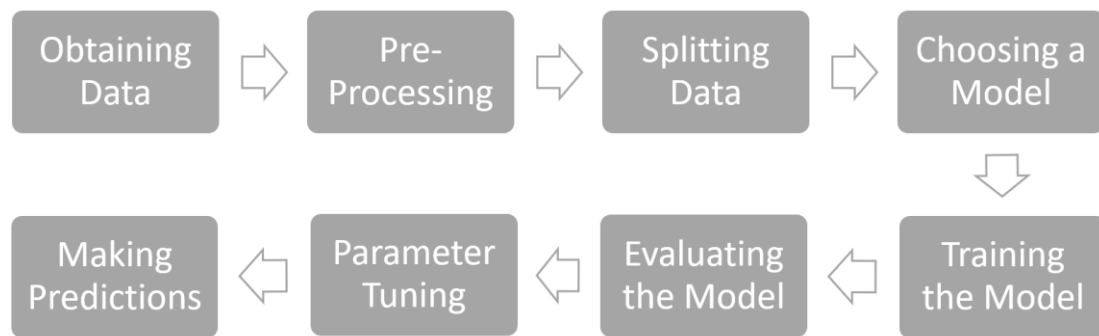 Obtaining
Data
Pre-
Processing
Splitting
Data
Choosing a
Model
Training
the Model
Evaluating
the Model
Parameter
Tuning
Making
Predictions